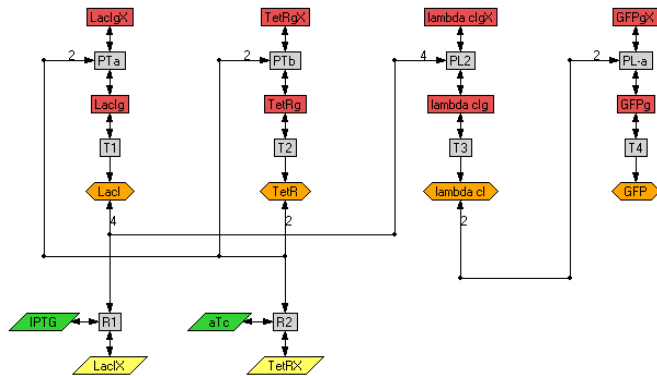 LacIgX TetRgX lambda cIgX GFPgX
2 PTa 2 PTb 4 PL2 2 PL-a
LacIg TetRg lambda cIg GFPg
T1 T2 T3 T4
LacI TetR lambda cI GFP
4 2 2
IPTG R1 aTc R2
LacIX TetRX